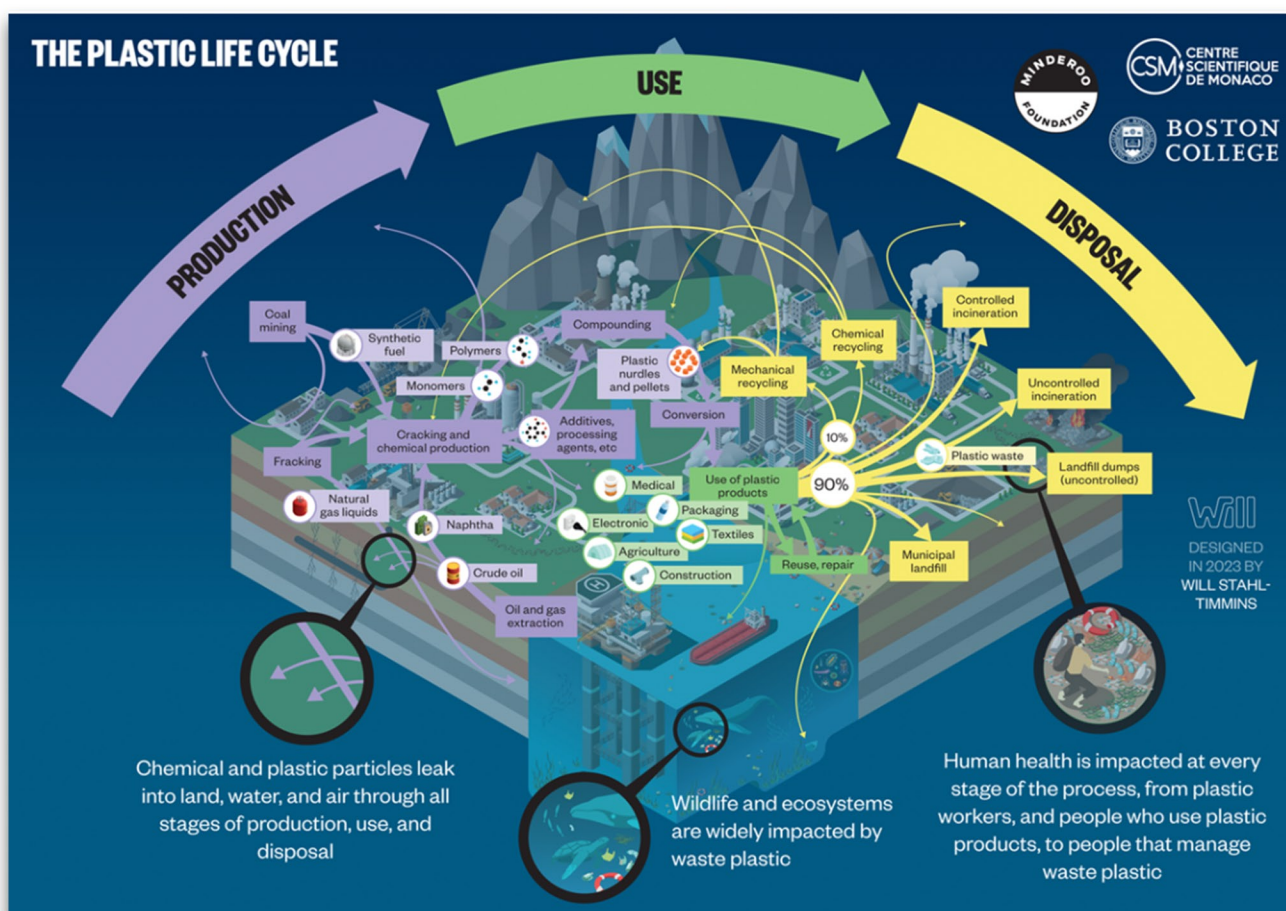 THE PLASTIC LIFE CYCLE
PRODUCTION
USE
DISPOSAL
MINDEROO
FOUNDATION
CSM
CENTRE
SCIENTIFIQUE
DE MONACO
BOSTON
COLLEGE
Coal
mining
Synthetic
fuel
Polymers
Monomers
Compounding
Plastic
nurdles
and pellets
Conversion
Cracking and
chemical production
Additives,
processing
agents, etc
Fracking
Natural
gas liquids
Naphtha
Crude oil
Oil and gas
extraction
Mechanical
recycling
Chemical
recycling
Controlled
incineration
Uncontrolled
incineration
10%
90%
Plastic waste
Landfill dumps
(uncontrolled)
Use of plastic
products
Medical
Packaging
Electronic
Textiles
Agriculture
Construction
Reuse, repair
Municipal
landfill
H
Will
DESIGNED
IN 2023 BY
WILL STAHL-
TIMMINS
Chemical and plastic particles leak
into land, water, and air through all
stages of production, use, and
disposal
Wildlife and ecosystems
are widely impacted by
waste plastic
Human health is impacted at every
stage of the process, from plastic
workers, and people who use plastic
products, to people that manage
waste plastic